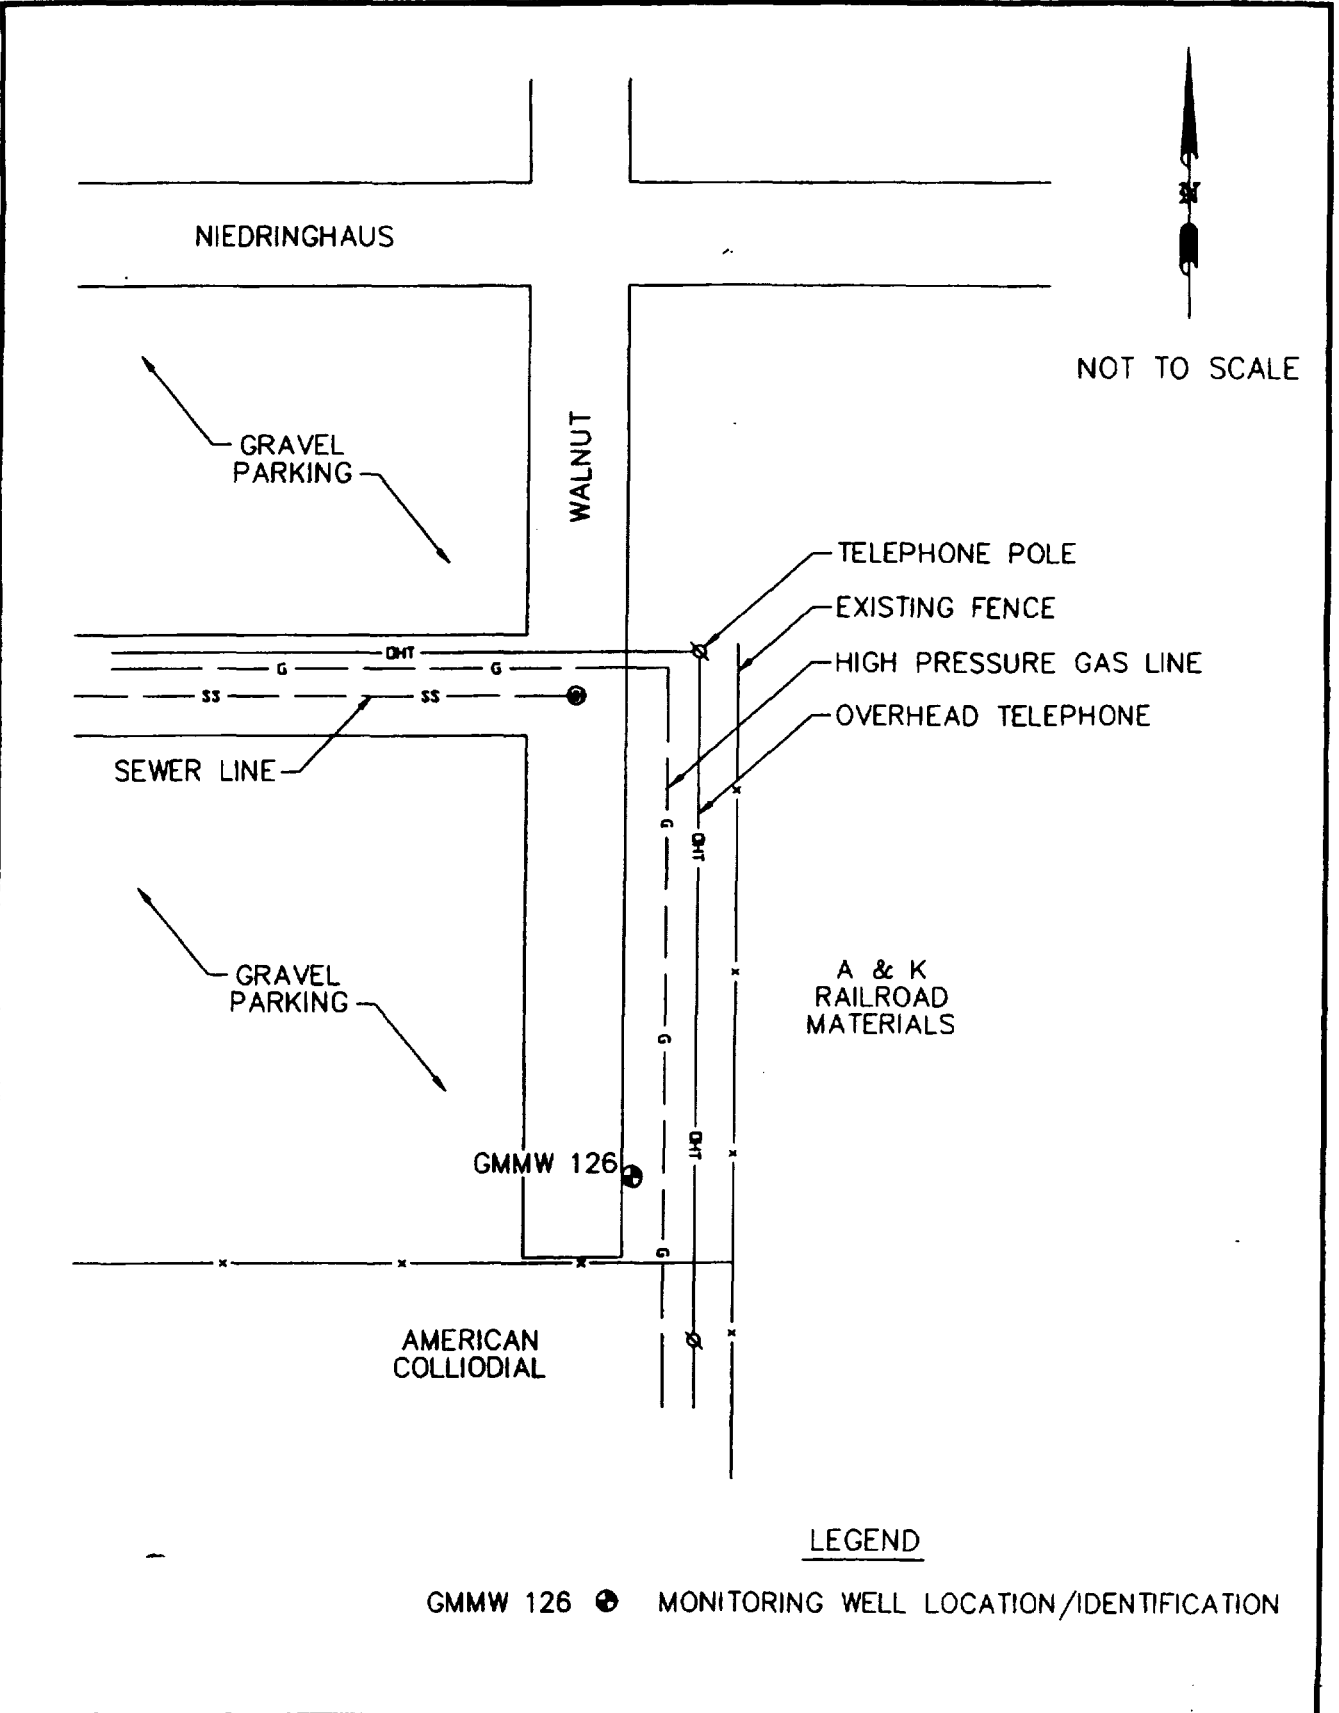 N
NIEDRINGHAUS
NOT TO SCALE
GRAVEL
PARKING
WALNUT
TELEPHONE POLE
EXISTING FENCE
HIGH PRESSURE GAS LINE
OVERHEAD TELEPHONE
OHT
G
G
SS
SS
SEWER LINE
G
OHT
GRAVEL
PARKING
A & K
RAILROAD
MATERIALS
G
OHT
GMMW 126
G
AMERICAN
COLLIODIAL
LEGEND
GMMW 126 MONITORING WELL LOCATION/IDENTIFICATION